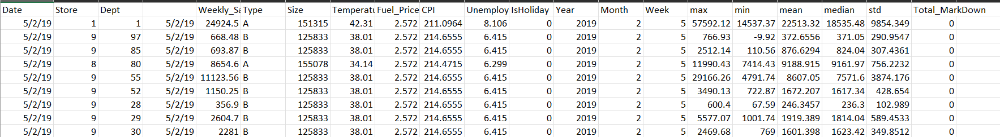 Date Store Dept Weekly_Sa Type Size Temperatu Fuel_Price CPI Unemploy IsHoliday Year Month Week max min mean median std Total_MarkDown
5/2/19 1 1 5/2/19 24924.5 A 151315 42.31 2.572 211.0964 8.106 0 2019 2 5 57592.12 14537.37 22513.32 18535.48 9854.349 0
5/2/19 9 97 5/2/19 668.48 B 125833 38.01 2.572 214.6555 6.415 0 2019 2 5 766.93 -9.92 372.6556 371.05 290.9547 0
5/2/19 9 85 5/2/19 693.87 B 125833 38.01 2.572 214.6555 6.415 0 2019 2 5 2512.14 110.56 876.6294 824.04 307.4361 0
5/2/19 8 80 5/2/19 8654.6 A 155078 34.14 2.572 214.4715 6.299 0 2019 2 5 11990.43 7414.43 9188.915 9161.97 756.2232 0
5/2/19 9 55 5/2/19 11123.56 B 125833 38.01 2.572 214.6555 6.415 0 2019 2 5 29166.26 4791.74 8607.05 7571.6 3874.176 0
5/2/19 9 52 5/2/19 1150.25 B 125833 38.01 2.572 214.6555 6.415 0 2019 2 5 3490.13 722.87 1672.207 1617.34 428.654 0
5/2/19 9 28 5/2/19 356.9 B 125833 38.01 2.572 214.6555 6.415 0 2019 2 5 600.4 67.59 246.3457 236.3 102.989 0
5/2/19 9 29 5/2/19 2604.7 B 125833 38.01 2.572 214.6555 6.415 0 2019 2 5 5577.07 1001.74 1919.389 1814.04 589.4533 0
5/2/19 9 30 5/2/19 2281 B 125833 38.01 2.572 214.6555 6.415 0 2019 2 5 2469.68 769 1601.398 1623.42 349.8512 0